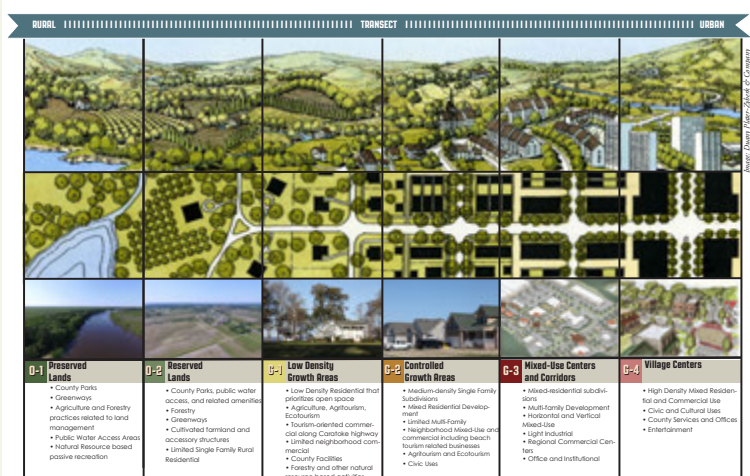 RURAL TRANSECT URBAN
Image: Duany Plater-Zyberk & Company
O-1 Preserved
Lands
• County Parks
• Greenways
• Agriculture and Forestry
practices related to land
management
• Public Water Access Areas
• Natural Resource based
passive recreation
O-2 Reserved
Lands
• County Parks, public water
access, and related amenities
• Forestry
• Greenways
• Cultivated farmland and
accessory structures
• Limited Single Family Rural
Residential
G-1 Low Density
Growth Areas
• Low Density Residential that
prioritizes open space
• Agriculture, Agritourism,
Ecotourism
• Tourism-oriented commer-
cial along Caratoke highway
• Limited neighborhood com-
mercial
• County Facilities
• Forestry and other natural
G-2 Controlled
Growth Areas
• Medium-density Single Family
Subdivisions
• Mixed Residential Develop-
ment
• Limited Multi-Family
• Neighborhood Mixed-Use and
commercial including beach
tourism related businesses
• Agritourism and Ecotourism
• Civic Uses
G-3 Mixed-Use Centers
and Corridors
• Mixed-residential subdivi-
sions
• Multi-family Development
• Horizontal and Vertical
Mixed-Use
• Light Industrial
• Regional Commercial Cen-
ters
• Office and Institutional
G-4 Village Centers
• High Density Mixed Residen-
tial and Commercial Use
• Civic and Cultural Uses
• County Services and Offices
• Entertainment